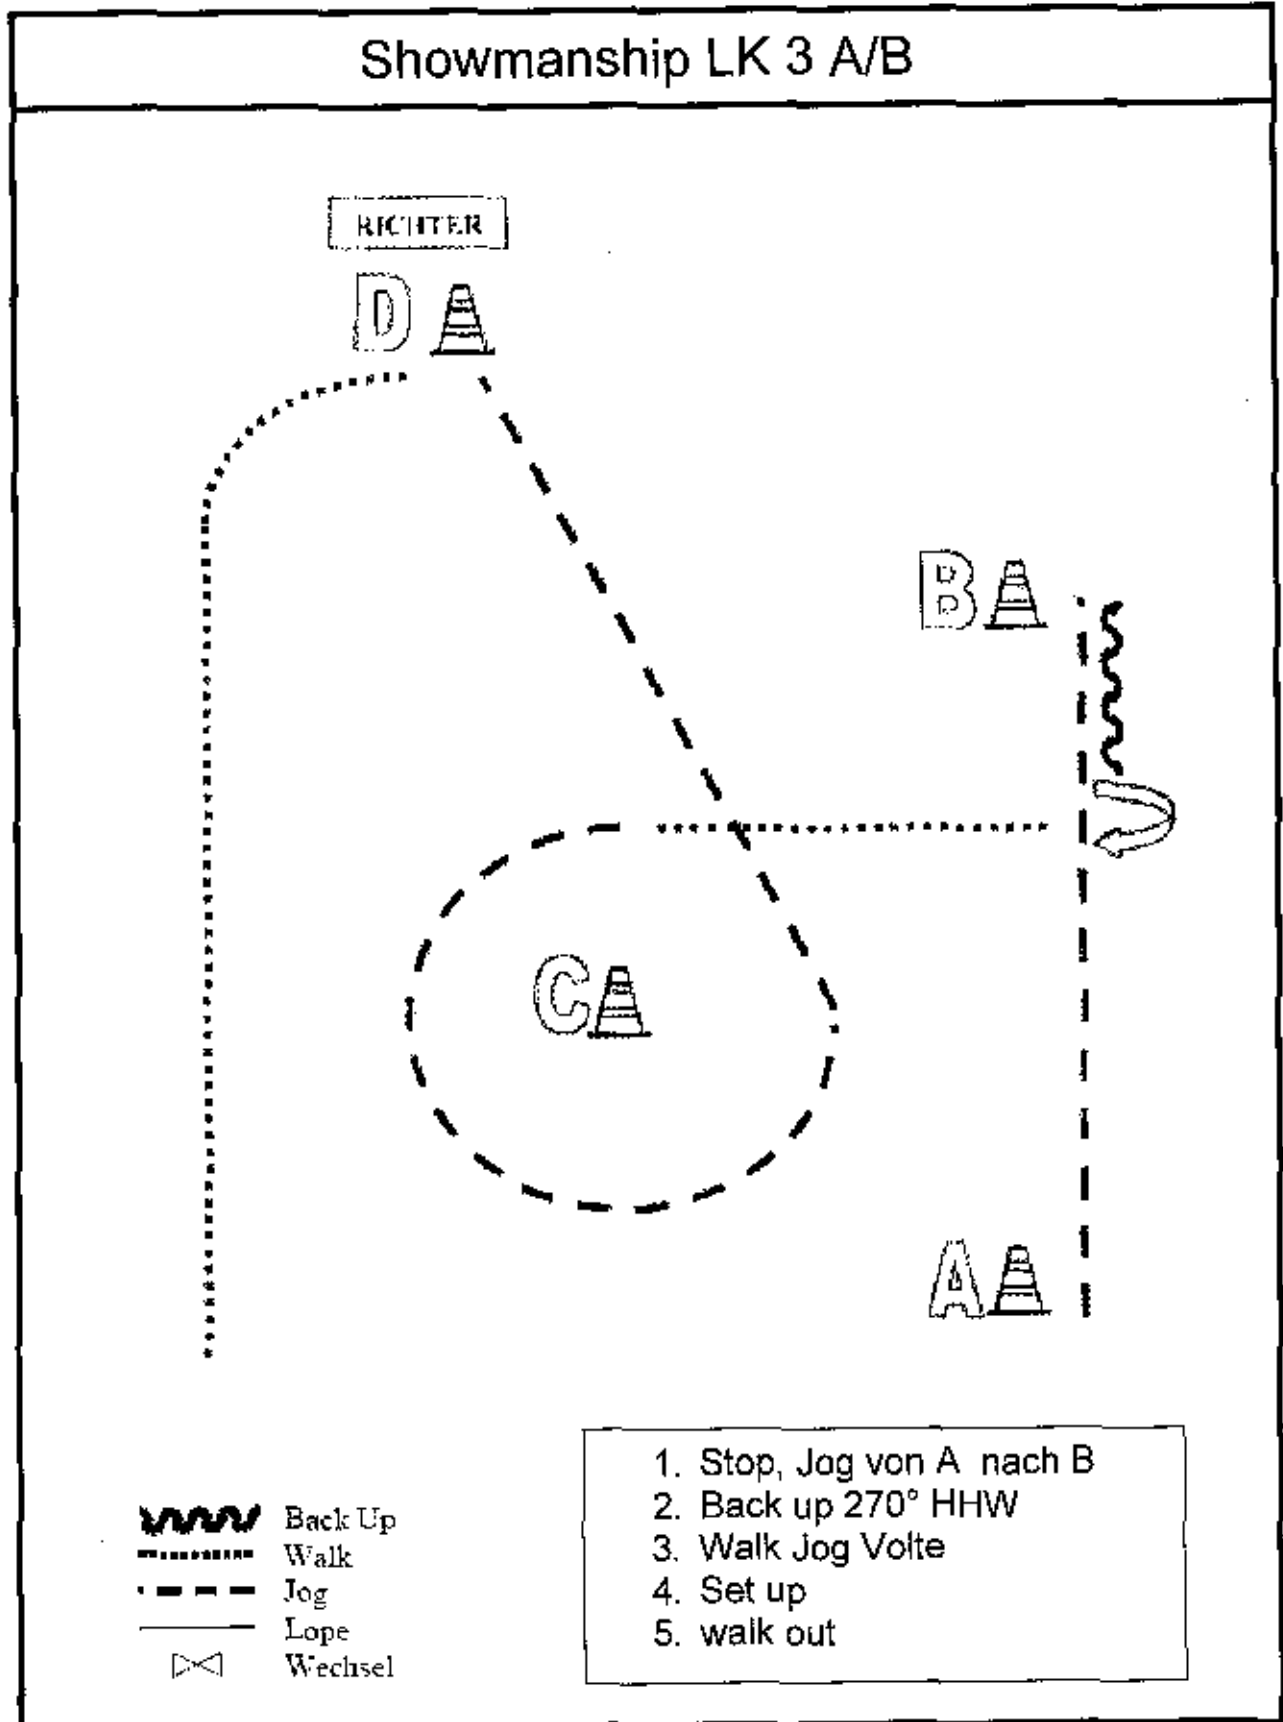 Showmanship LK 3 A/B
RICHTER
D
B
C
A
1. Stop, Jog von A nach B
2. Back up 270° HHW
3. Walk Jog Volte
4. Set up
5. walk out
Back Up
Walk
Jog
Lope
Wechsel